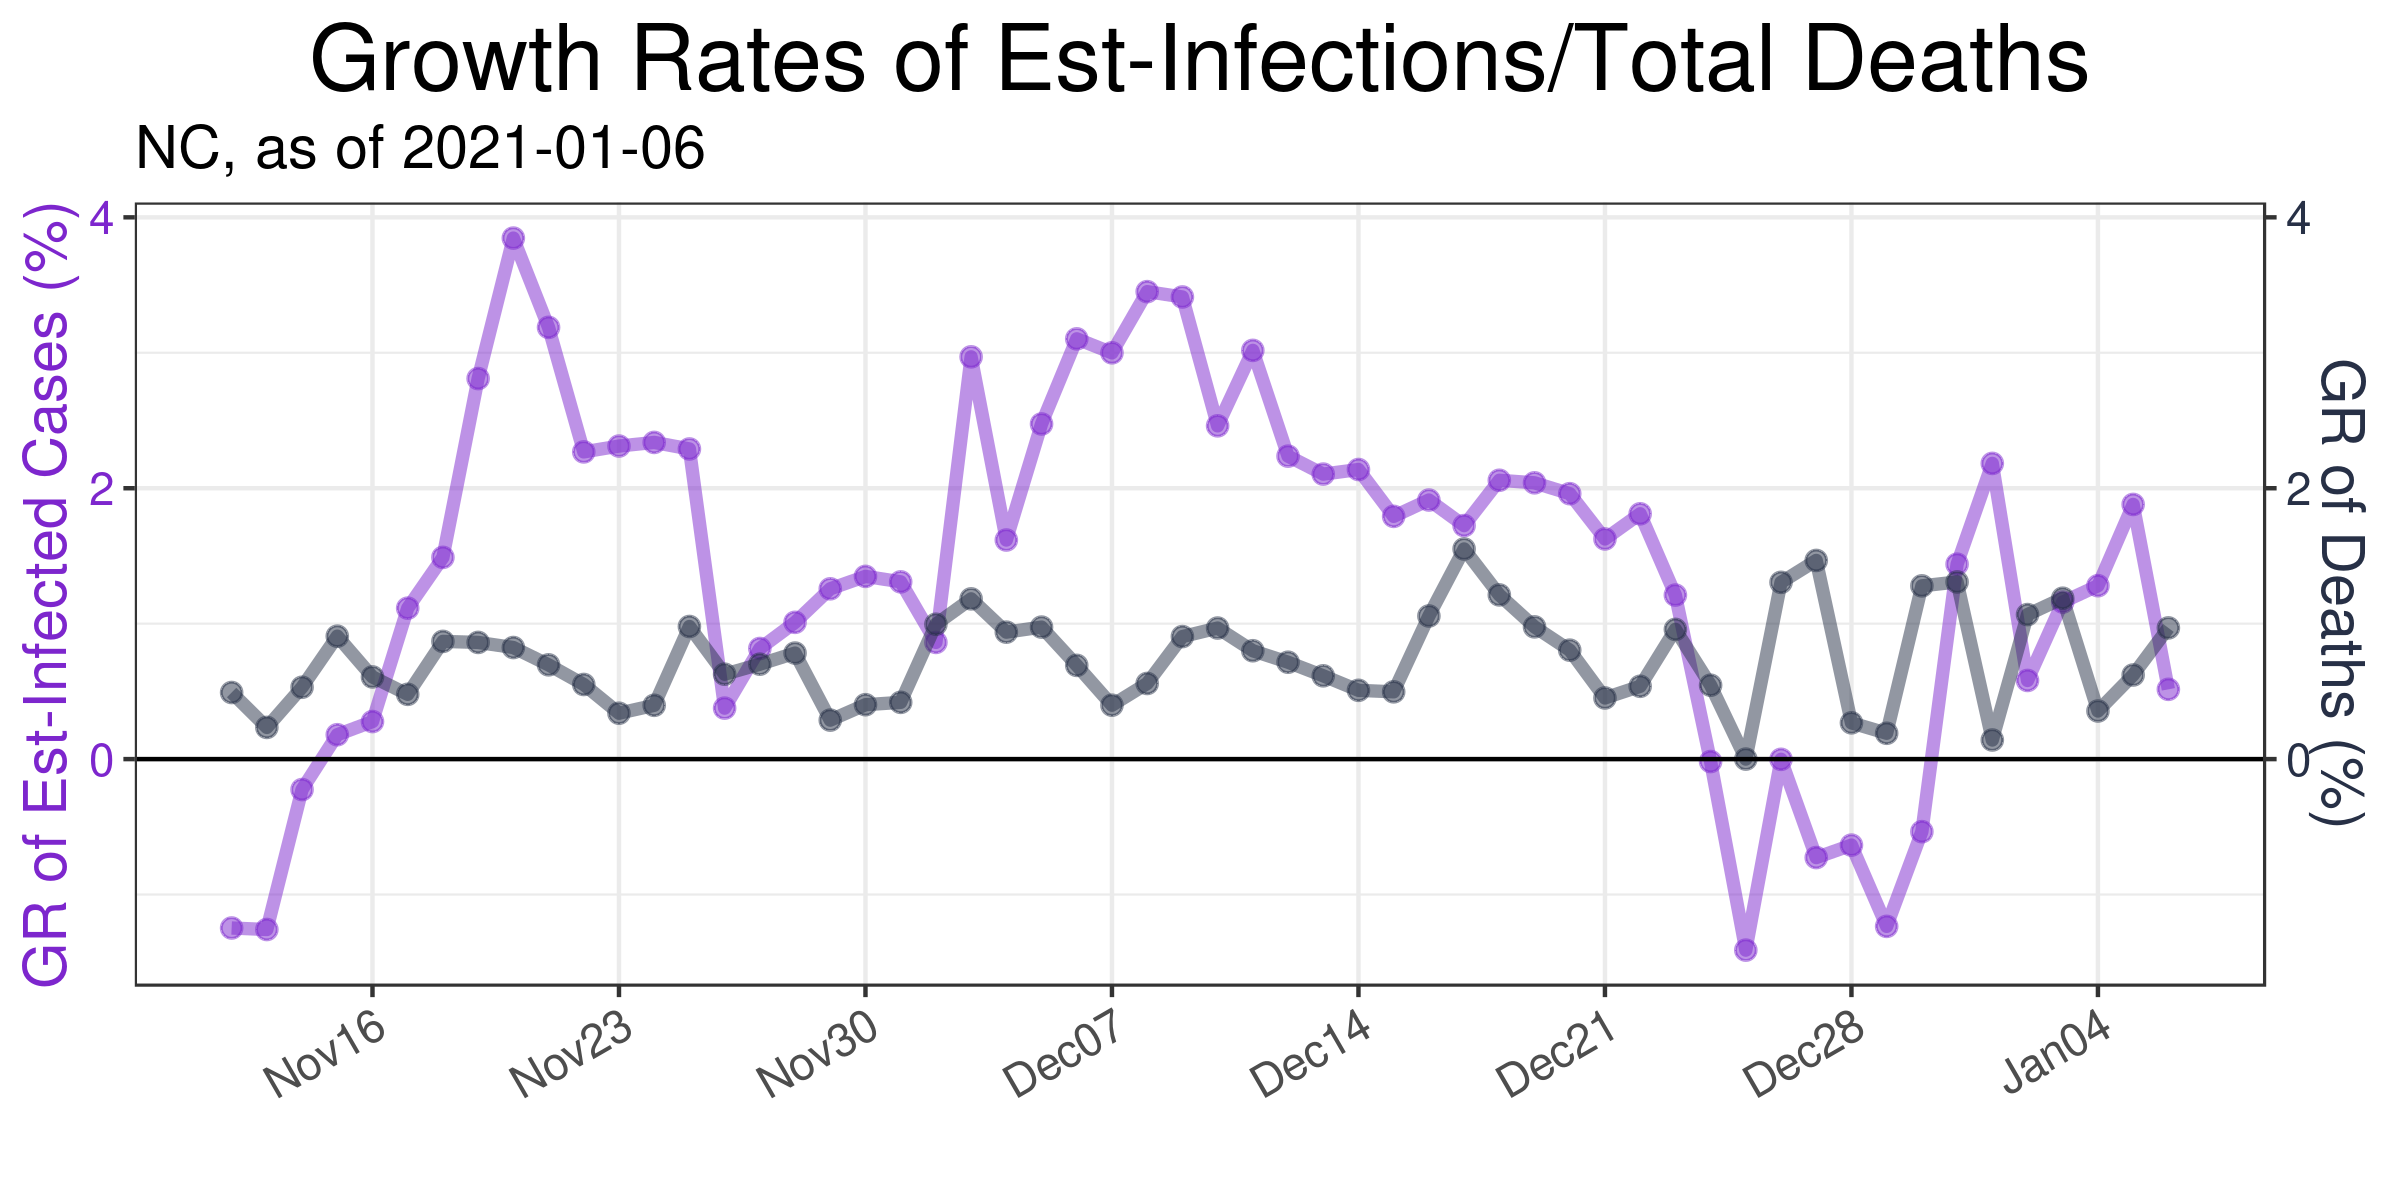 Growth Rates of Est-Infections/Total Deaths
NC, as of 2021-01-06
GR of Est-Infected Cases (%)
4
2
0
4
2
0
GR of Deaths (%)
Nov16
Nov23
Nov30
Dec07
Dec14
Dec21
Dec28
Jan04